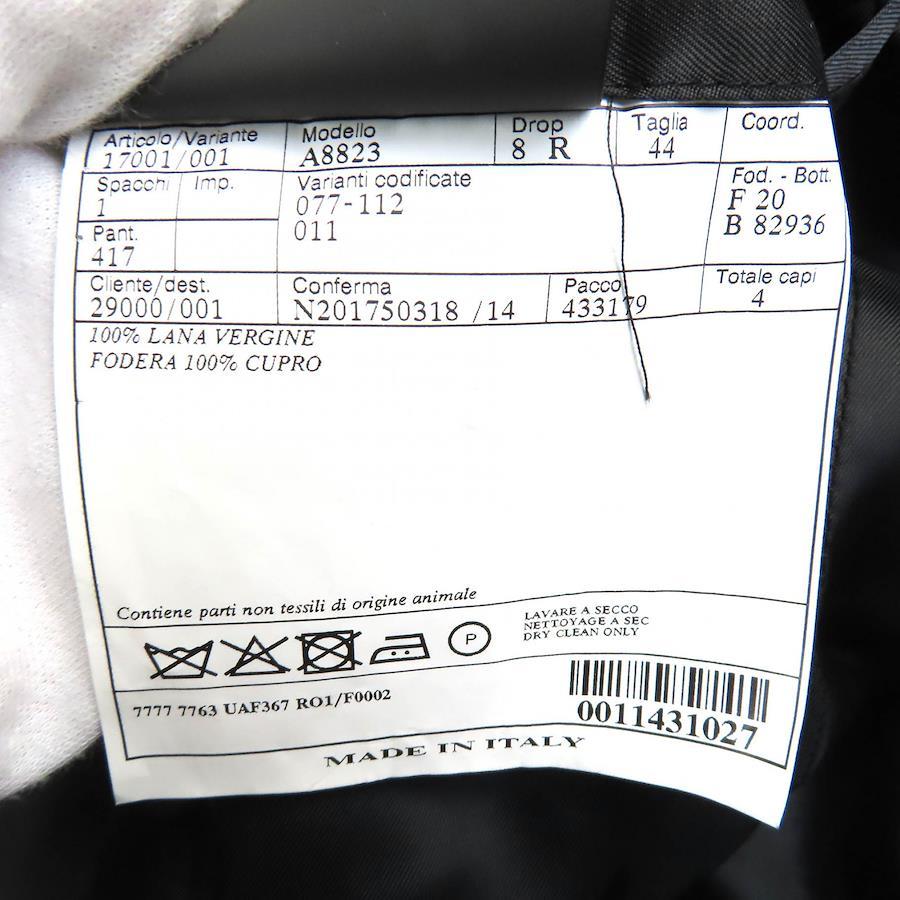 Articolo/Variante Modello Drop Taglia Coord.
17001/001 A8823 8 R 44
Spacchi Imp. Varianti codificate Fod. - Bott.
1 077-112 F 20
Pant. 011 B 82936
417
Cliente/dest. Conferma Pacco Totale capi
29000/001 N201750318 /14 433179 4
100% LANA VERGINE
FODERA 100% CUPRO
Contiene parti non tessili di origine animale
LAVARE A SECCO
NETTOYAGE A SEC
P DRY CLEAN ONLY
7777 7763 UAF367 RO1/F0002
0011431027
MADE IN ITALY